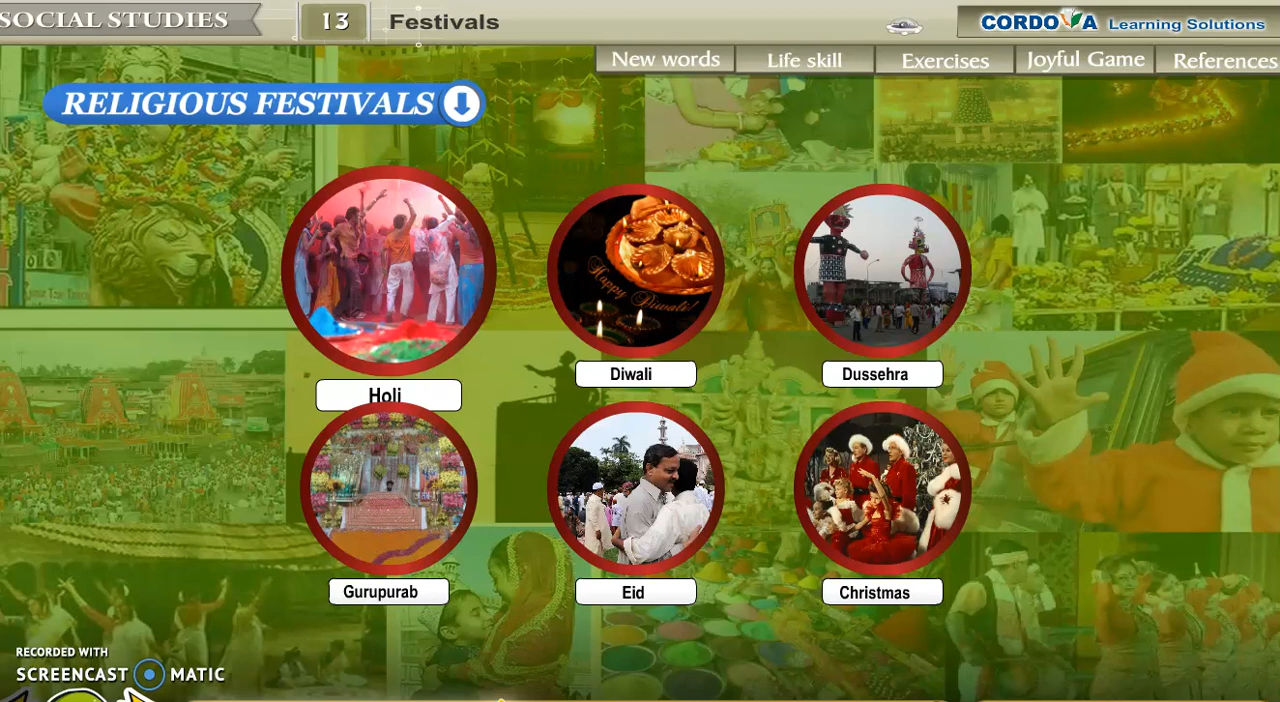 SOCIAL STUDIES
13
Festivals
CORDOVA Learning Solutions
New words
Life skill
Exercises
Joyful Game
References
RELIGIOUS FESTIVALS
Happy Diwali!
Holi
Diwali
Dussehra
Gurupurab
Eid
Christmas
RECORDED WITH
SCREENCAST MATIC